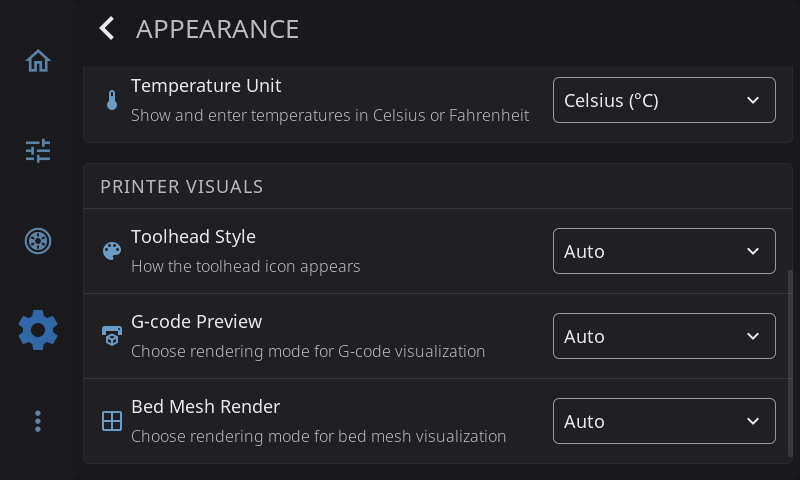 APPEARANCE
Temperature Unit
Show and enter temperatures in Celsius or Fahrenheit
Celsius (°C)
PRINTER VISUALS
Toolhead Style
How the toolhead icon appears
Auto
G-code Preview
Choose rendering mode for G-code visualization
Auto
Bed Mesh Render
Choose rendering mode for bed mesh visualization
Auto